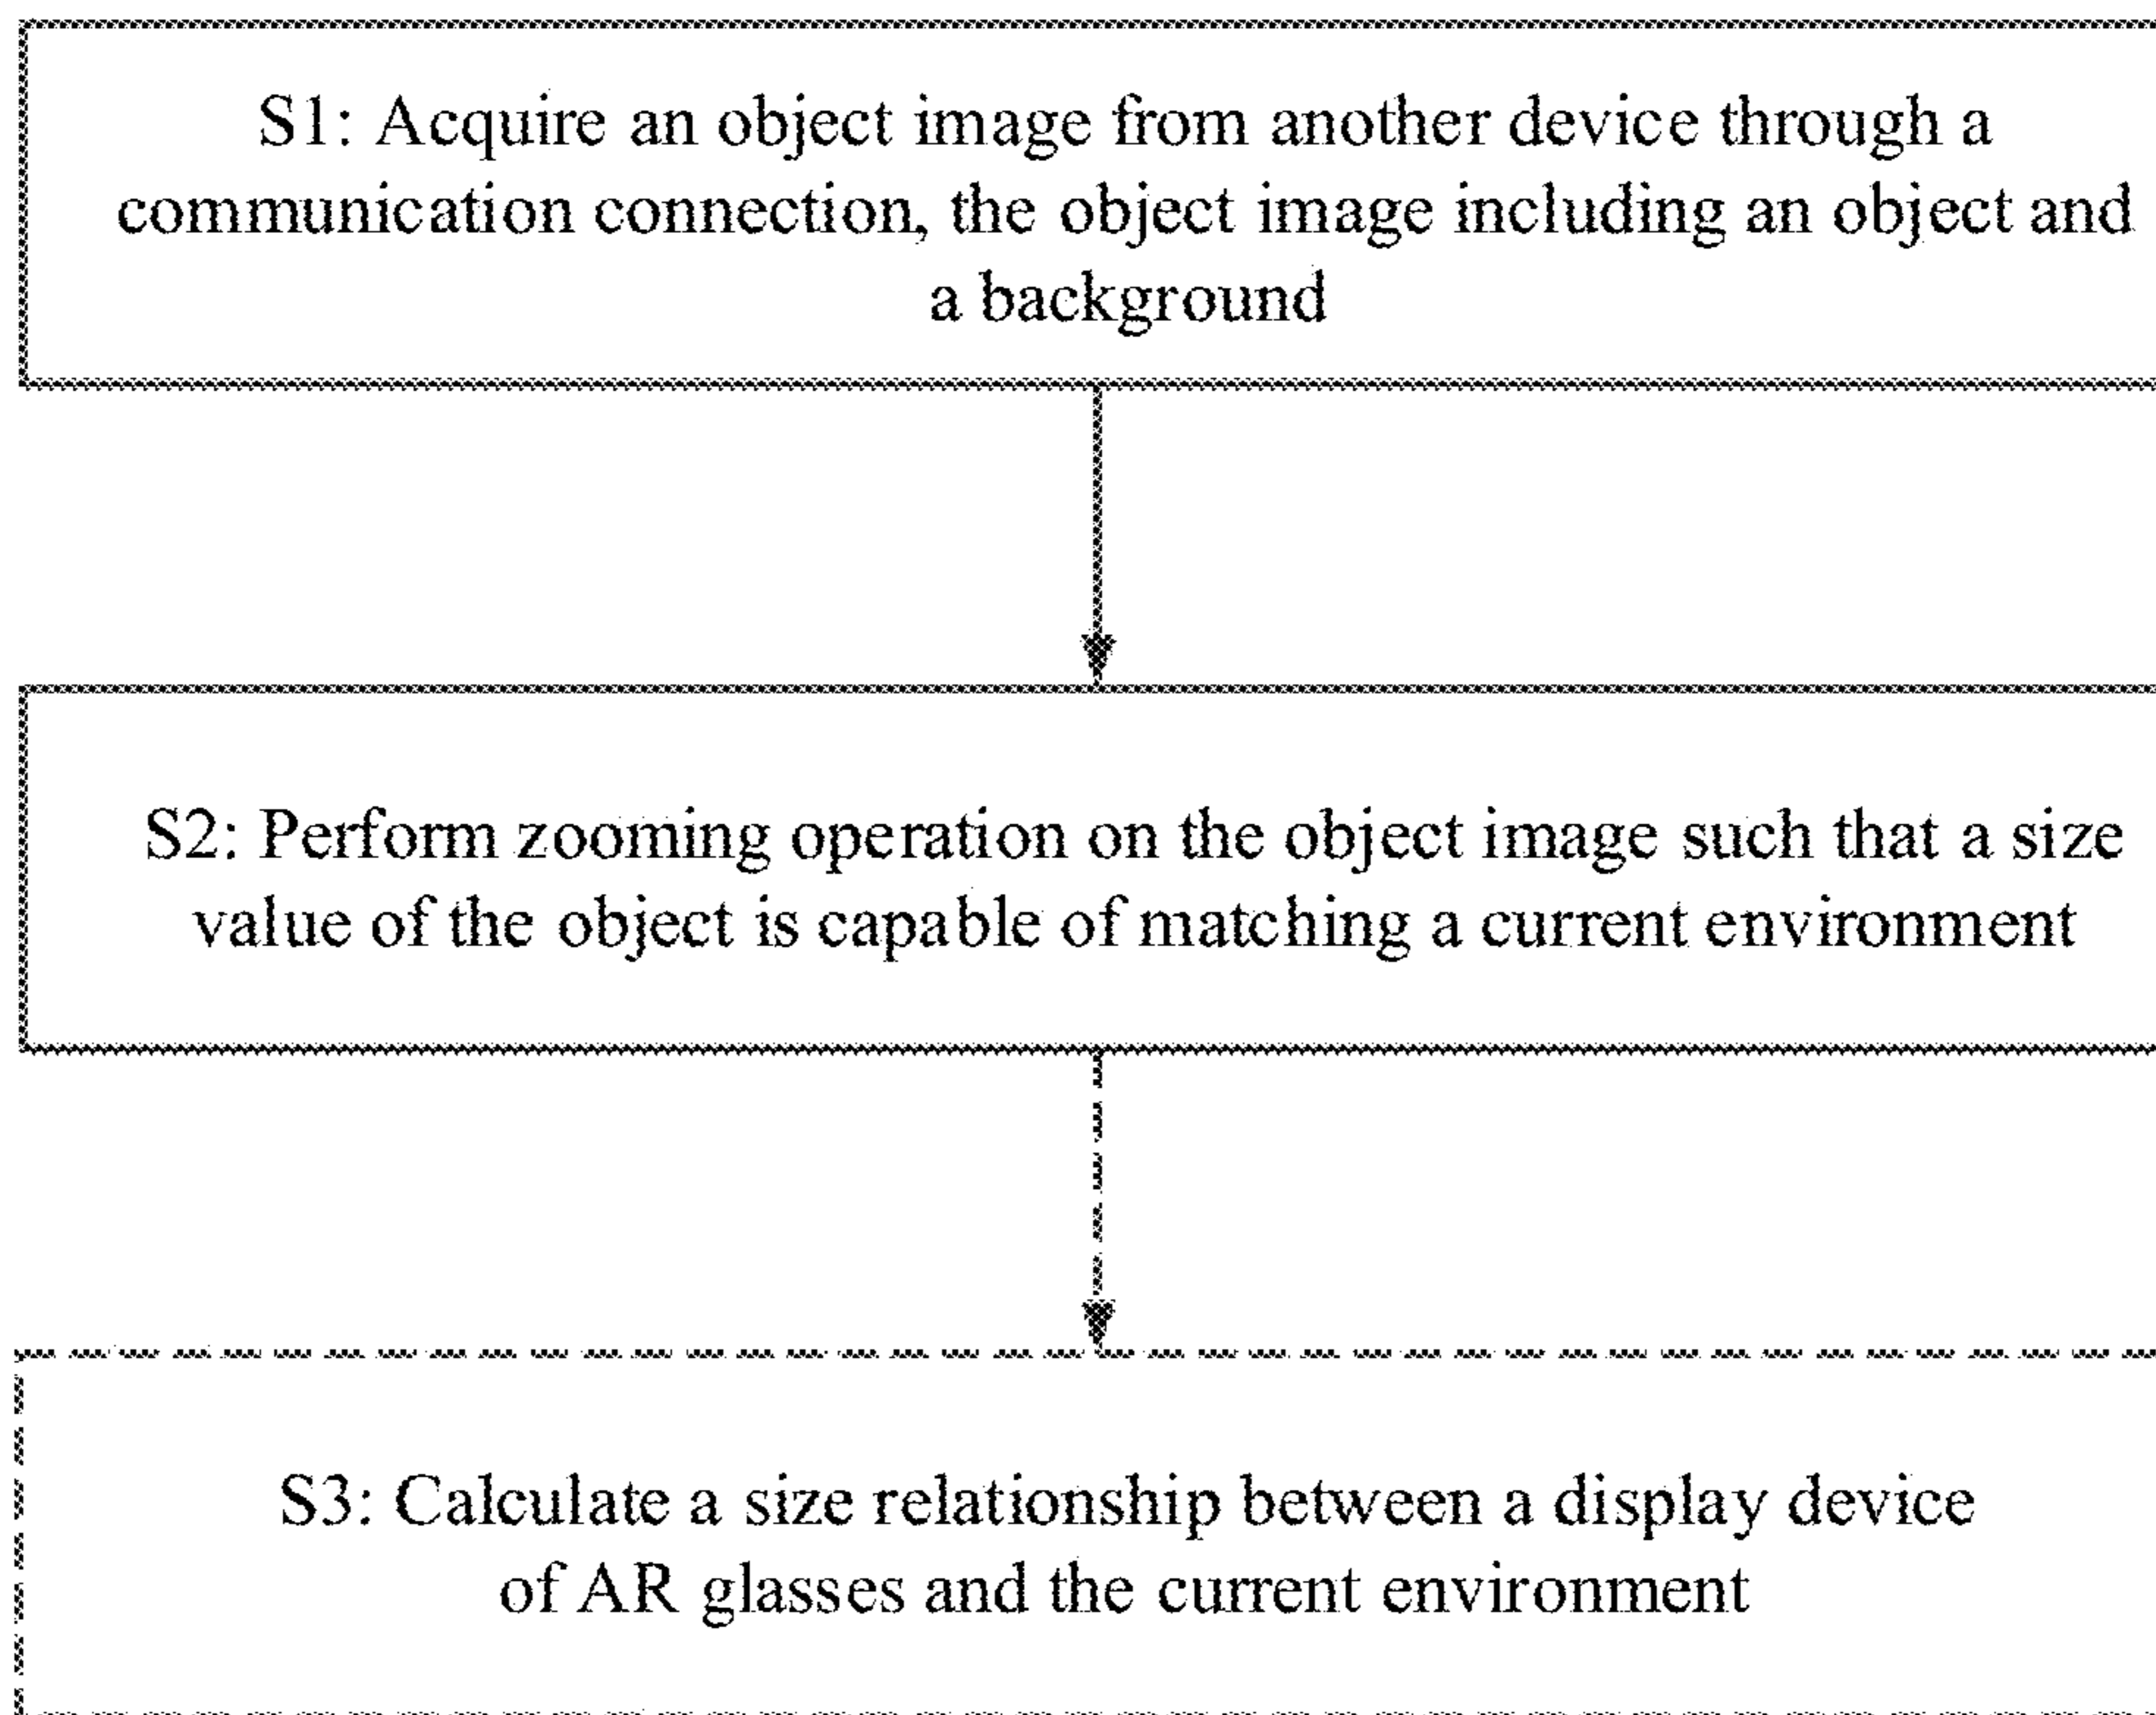 S1: Acquire an object image from another device through a
communication connection, the object image including an object and
a background
S2: Perform zooming operation on the object image such that a size
value of the object is capable of matching a current environment
S3: Calculate a size relationship between a display device
of AR glasses and the current environment